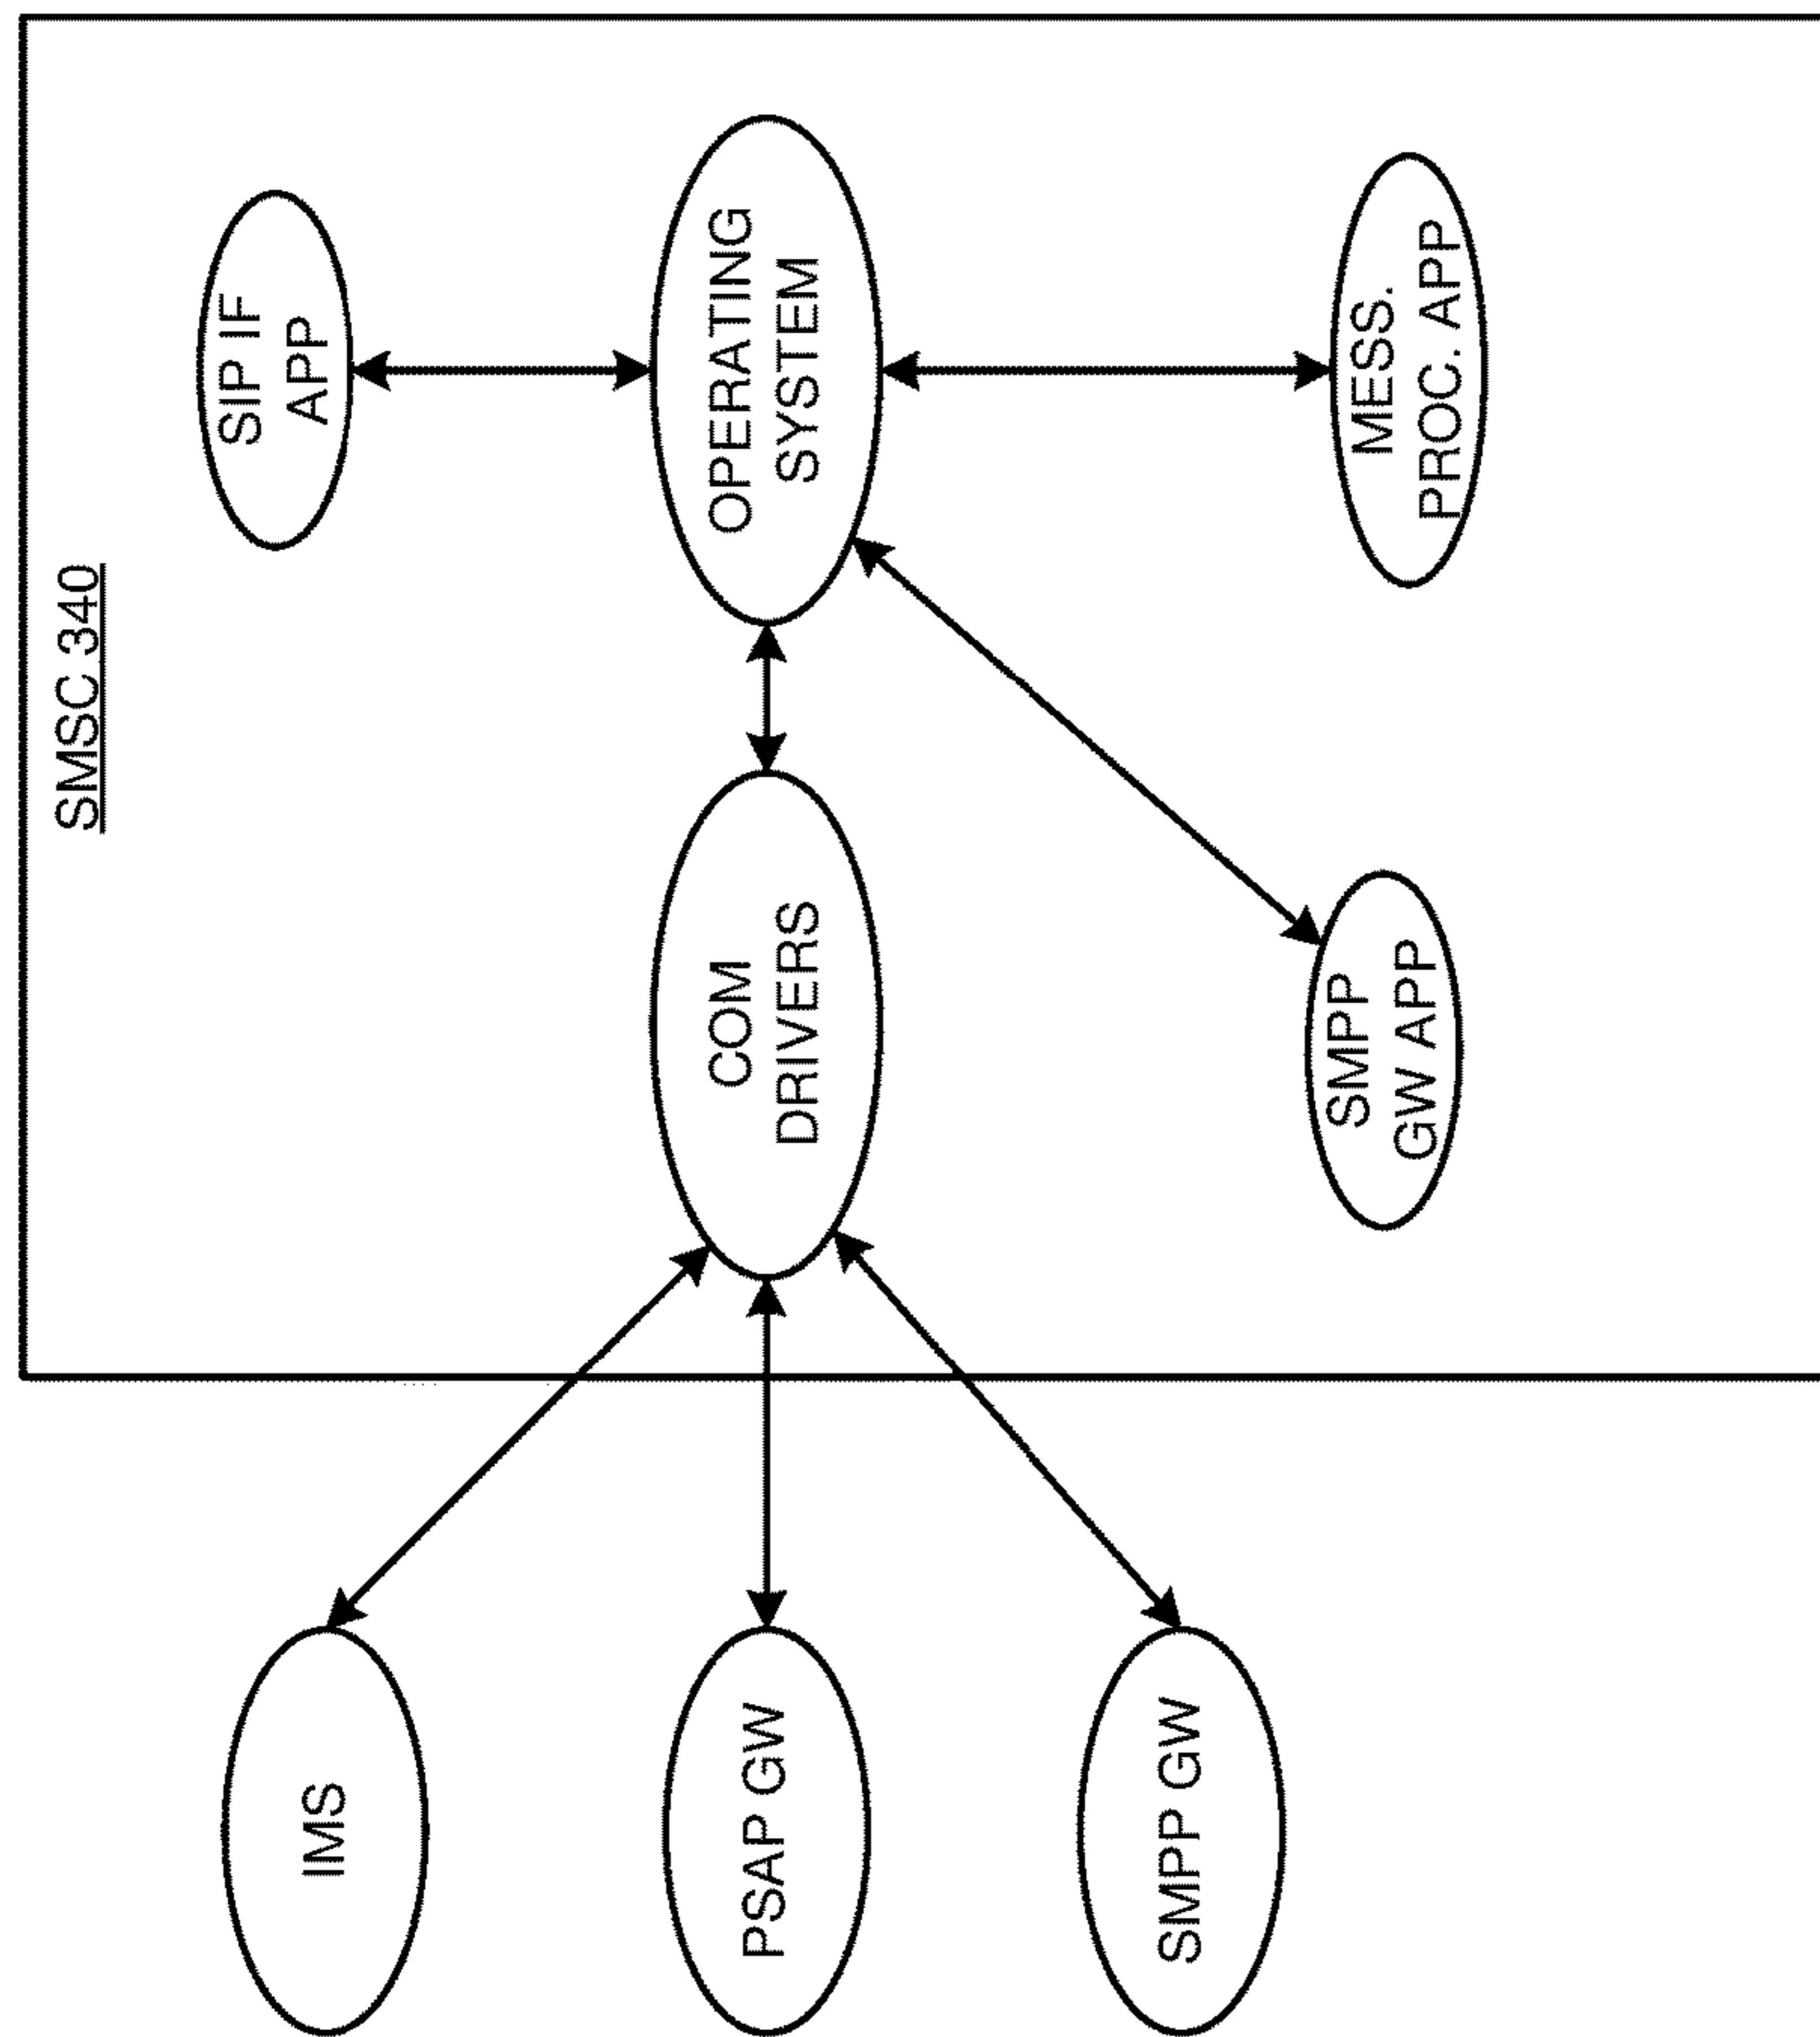 SMSC 340
SIP IF
APP
OPERATING
SYSTEM
MESS.
PROC. APP
COM
DRIVERS
SMPP
GW APP
IMS
PSAP GW
SMPP GW